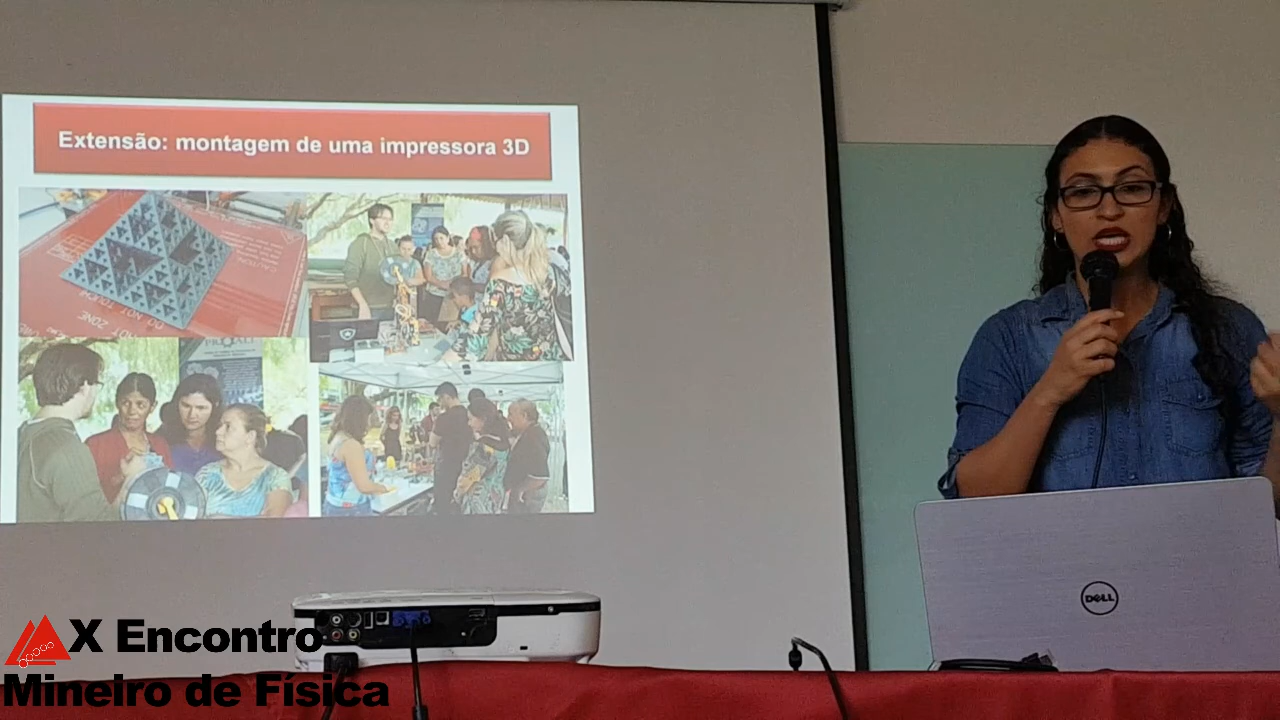 Extensão: montagem de uma impressora 3D
DELL
X Encontro
Mineiro de Física